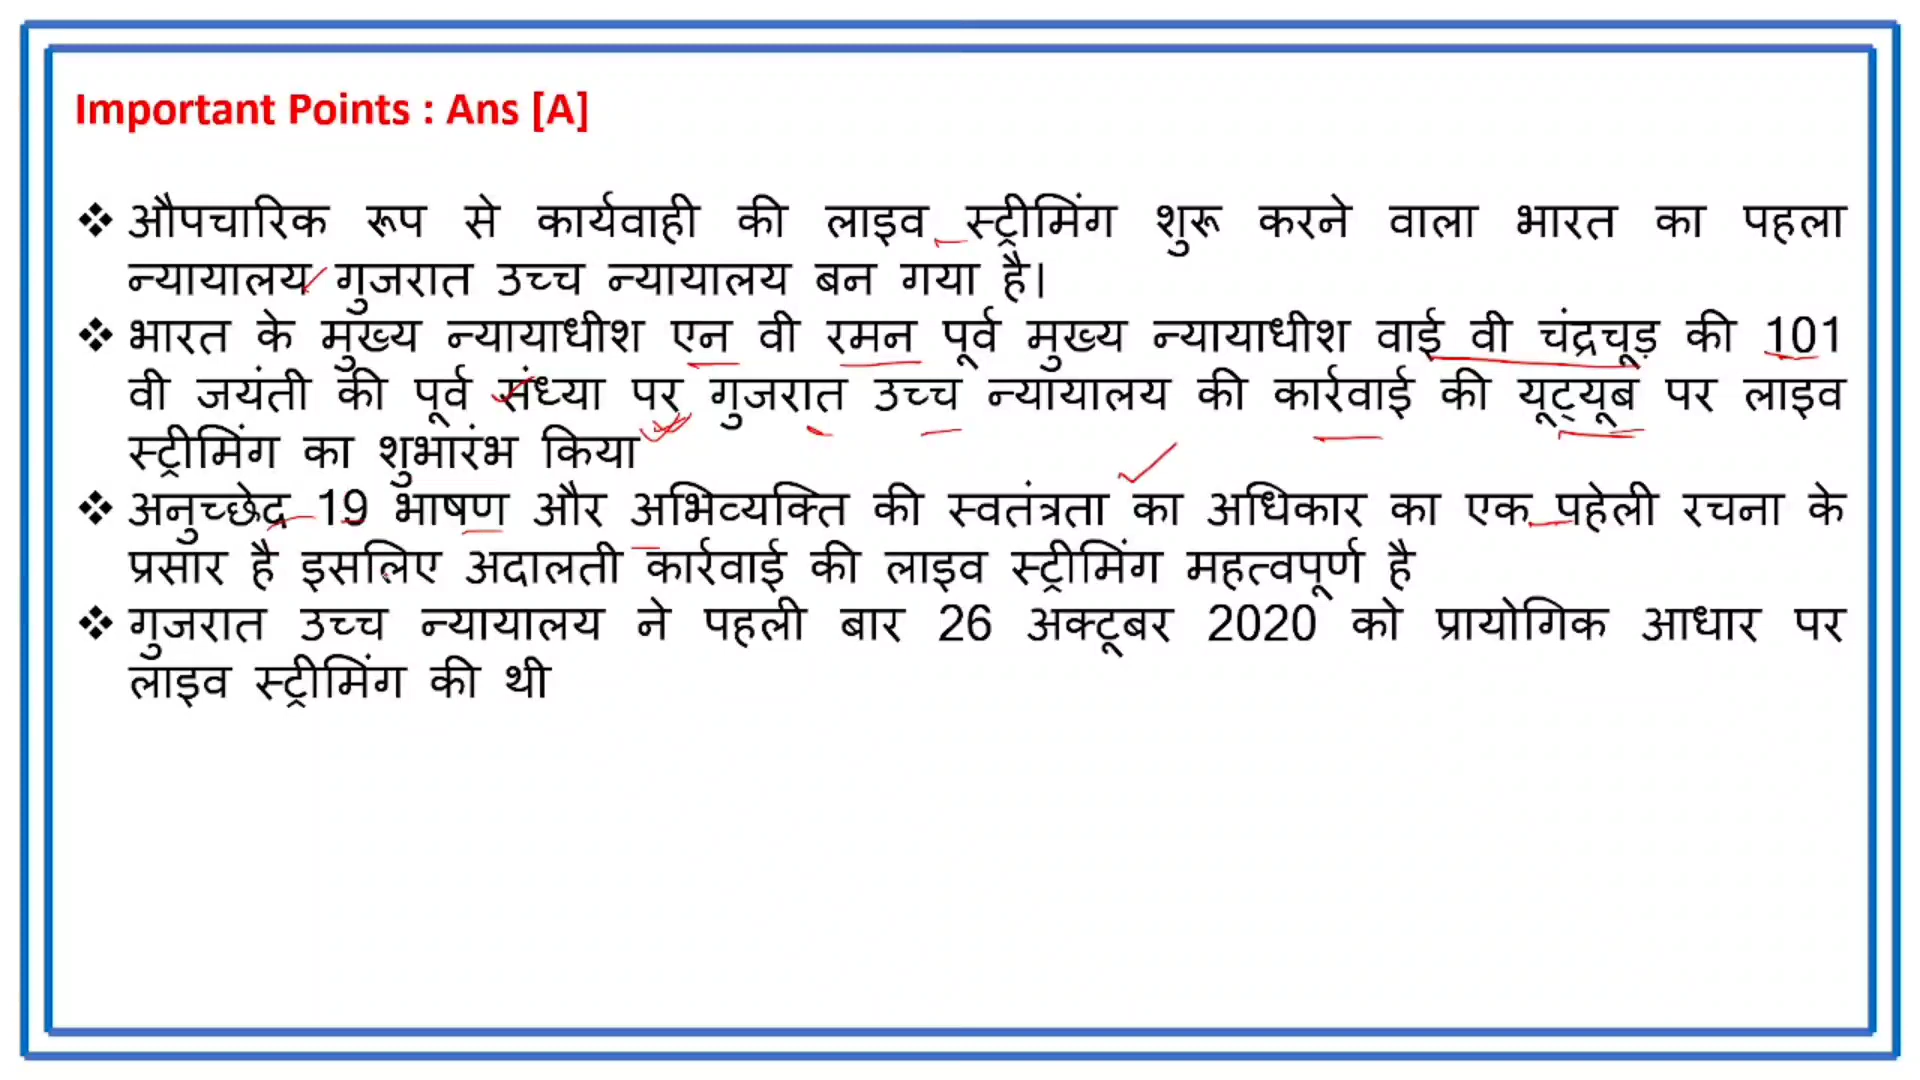 Important Points : Ans [A]
❖ औपचारिक रूप से कार्यवाही की लाइव स्ट्रीमिंग शुरू करने वाला भारत का पहला
न्यायालय गुजरात उच्च न्यायालय बन गया है।
❖ भारत के मुख्य न्यायाधीश एन वी रमन पूर्व मुख्य न्यायाधीश वाई वी चंद्रचूड़ की 101
वी जयंती की पूर्व संध्या पर गुजरात उच्च न्यायालय की कार्रवाई की यूट्यूब पर लाइव
स्ट्रीमिंग का शुभारंभ किया
❖ अनुच्छेद 19 भाषण और अभिव्यक्ति की स्वतंत्रता का अधिकार का एक पहेली रचना के
प्रसार है इसलिए अदालती कार्रवाई की लाइव स्ट्रीमिंग महत्वपूर्ण है
❖ गुजरात उच्च न्यायालय ने पहली बार 26 अक्टूबर 2020 को प्रायोगिक आधार पर
लाइव स्ट्रीमिंग की थी